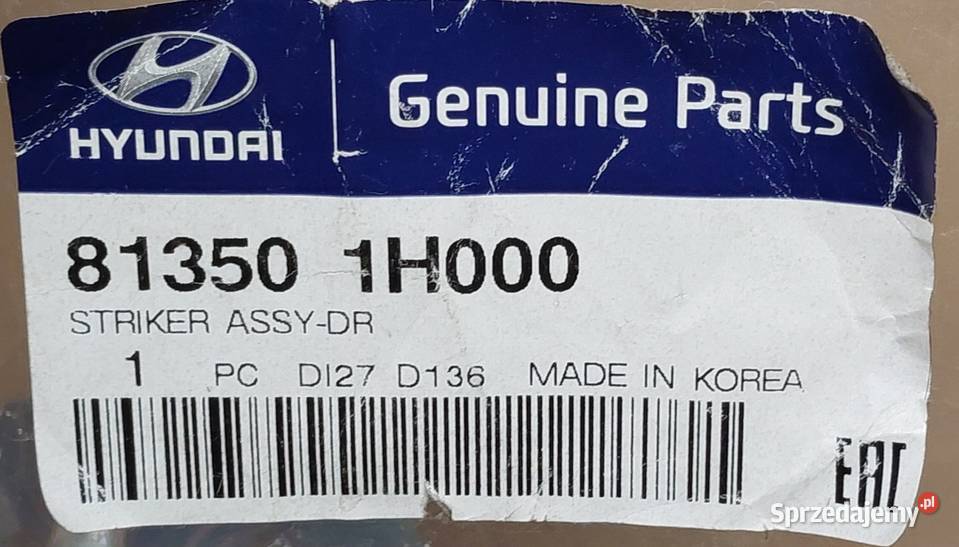 HYUNDAI
Genuine Parts
81350 1H000
STRIKER ASSY-DR
1 PC DI27 D136 MADE IN KOREA
EAC
Sprzedajemy.pl